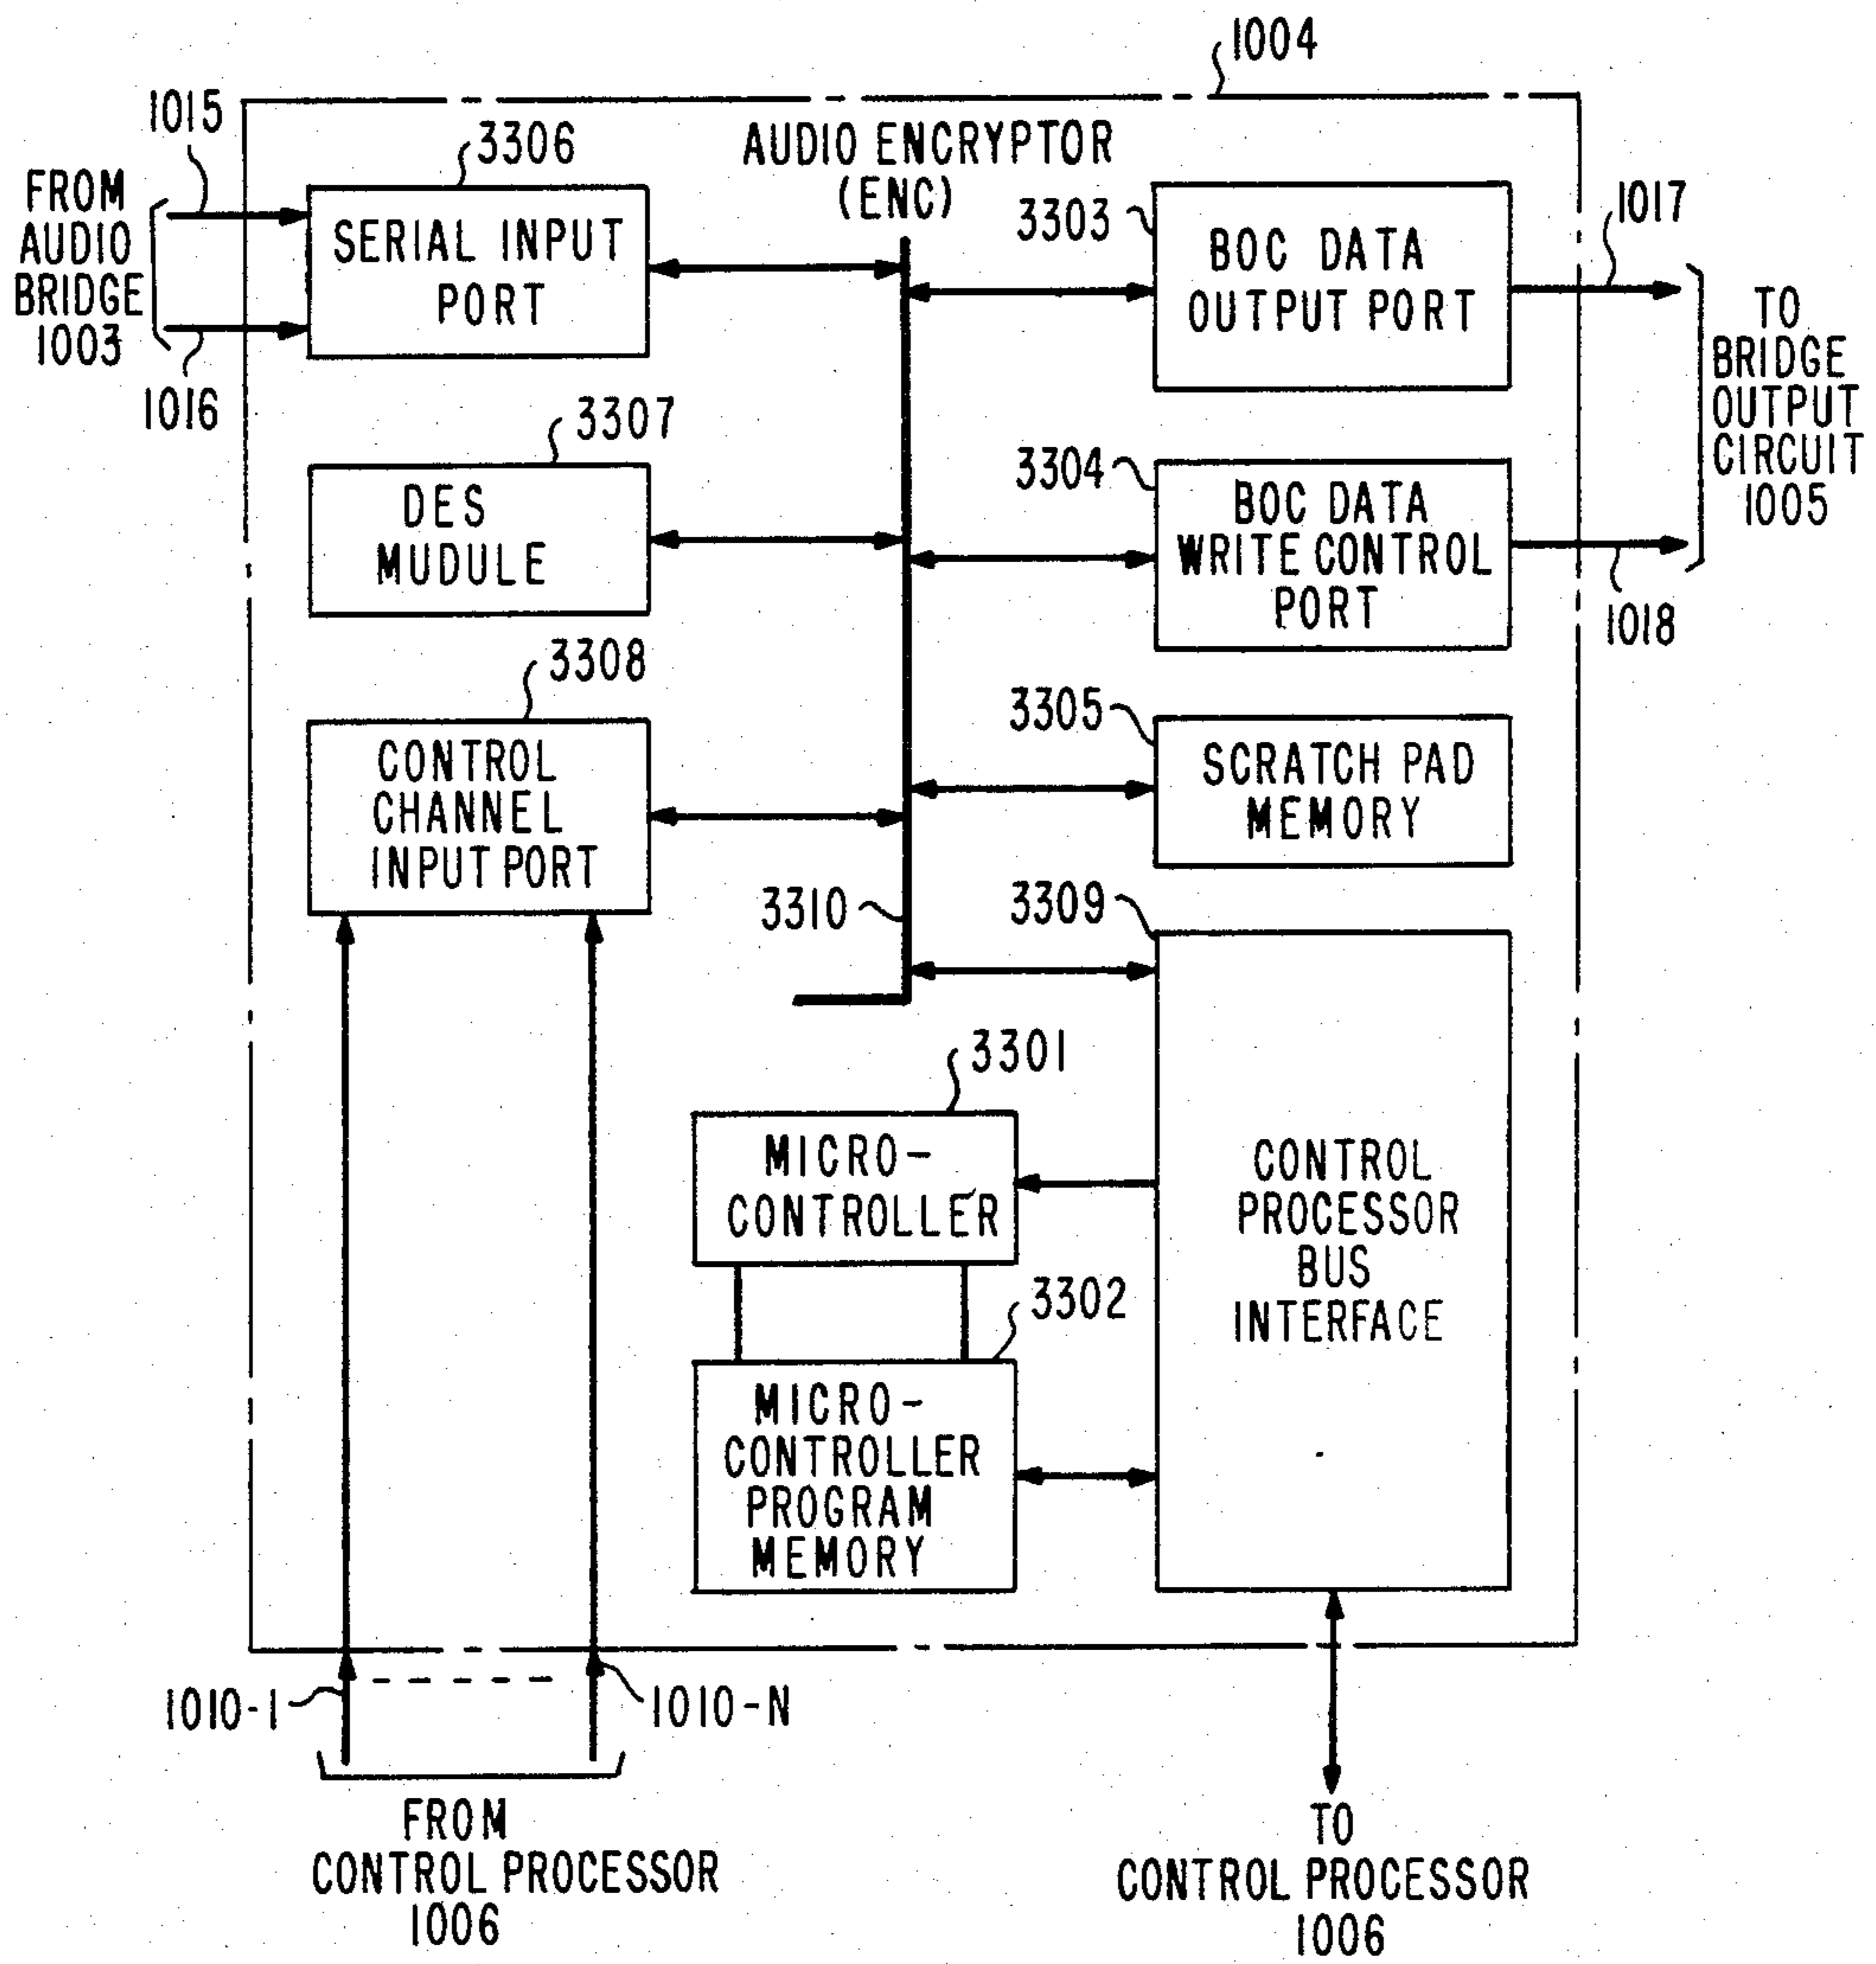 1004
1015
3306
AUDIO ENCRYPTOR
(ENC)
FROM
AUDIO
BRIDGE
1003
SERIAL INPUT
PORT
3303
BOC DATA
OUTPUT PORT
1017
1016
TO
BRIDGE
OUTPUT
CIRCUIT
1005
3307
DES
MUDULE
3304
BOC DATA
WRITE CONTROL
PORT
1018
3308
CONTROL
CHANNEL
INPUT PORT
3305
SCRATCH PAD
MEMORY
3310
3309
3301
MICRO-
CONTROLLER
CONTROL
PROCESSOR
BUS
INTERFACE
3302
MICRO-
CONTROLLER
PROGRAM
MEMORY
1010-1
1010-N
FROM
CONTROL PROCESSOR
1006
TO
CONTROL PROCESSOR
1006